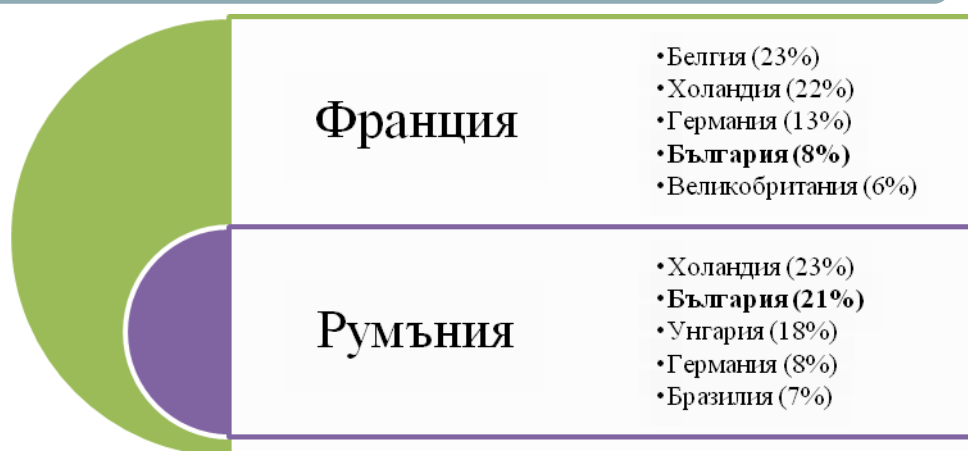 Франция
•Белгия (23%)
•Холандия (22%)
•Германия (13%)
•България (8%)
•Великобритания (6%)
Румъния
•Холандия (23%)
•България (21%)
•Унгария (18%)
•Германия (8%)
•Бразилия (7%)